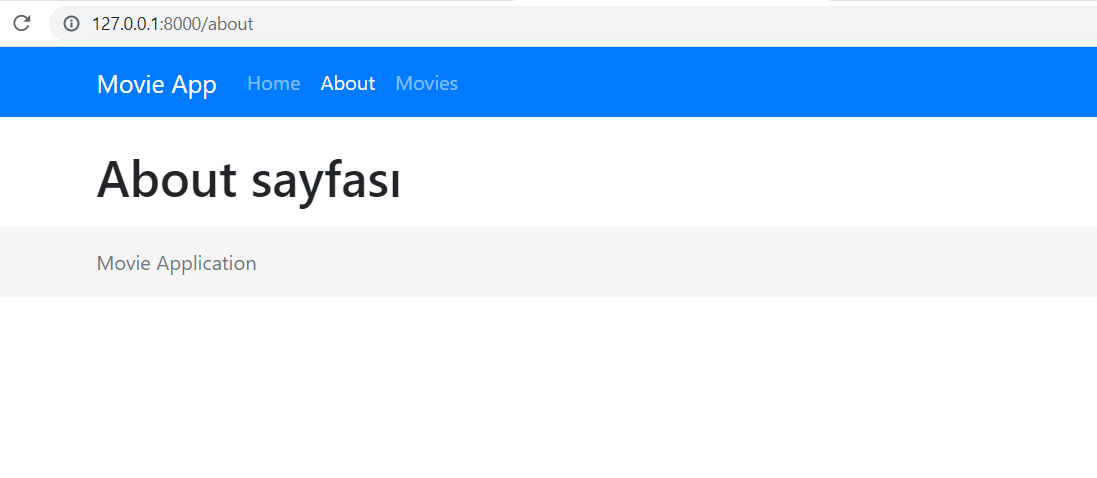 127.0.0.1:8000/about
Movie App Home About Movies
About sayfası
Movie Application